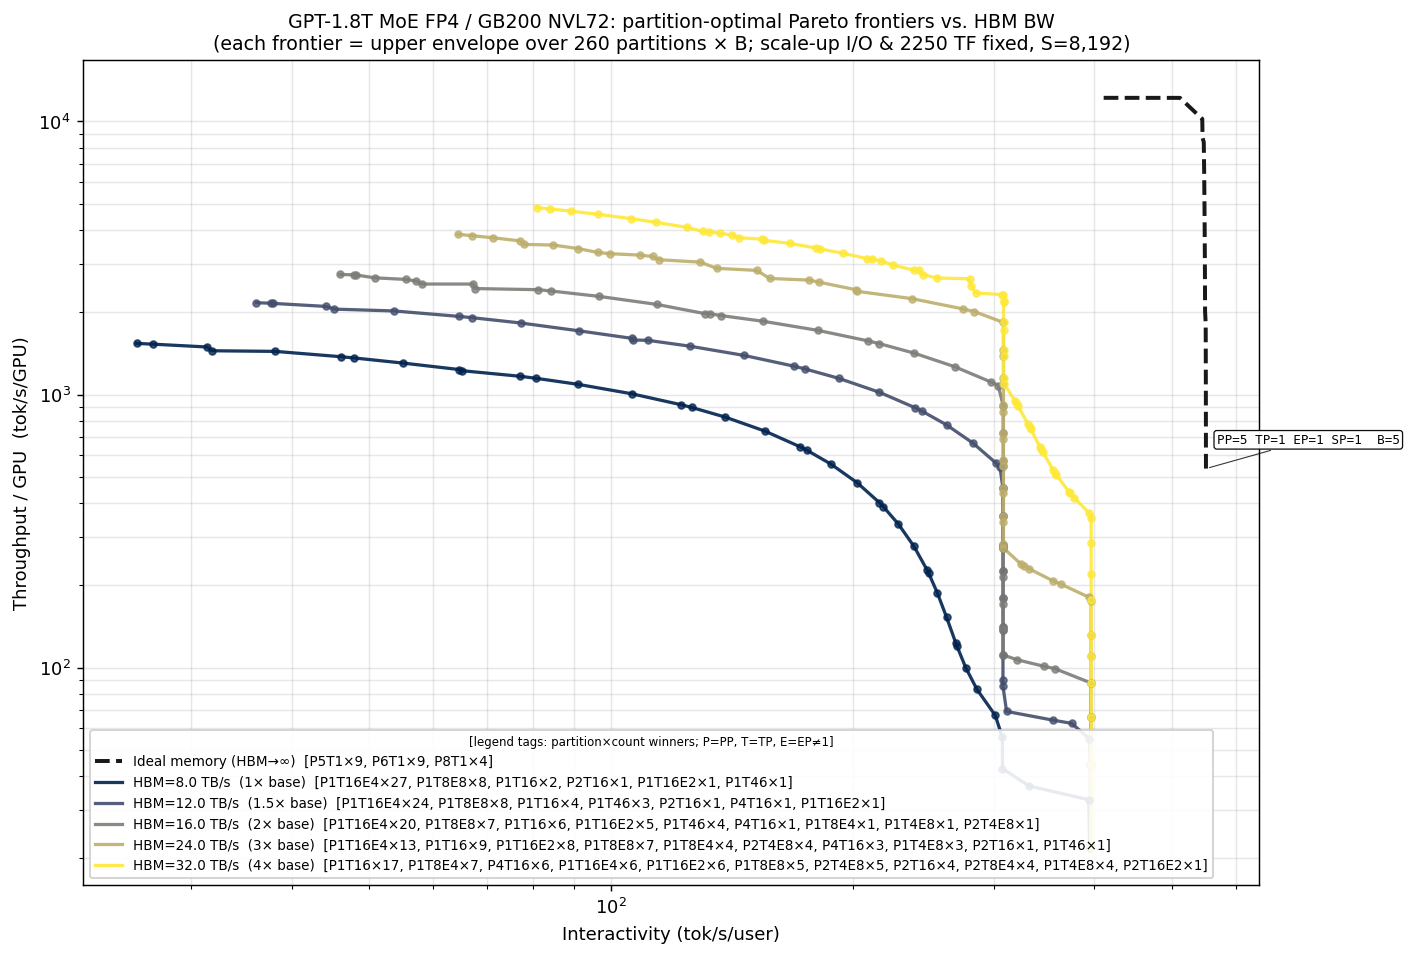 GPT-1.8T MoE FP4 / GB200 NVL72: partition-optimal Pareto frontiers vs. HBM BW
(each frontier = upper envelope over 260 partitions × B; scale-up I/O & 2250 TF fixed, S=8,192)
Throughput / GPU (tok/s/GPU)
10⁴
10³
10²
PP=5 TP=1 EP=1 SP=1 B=5
[legend tags: partition×count winners; P=PP, T=TP, E=EP≠1]
Ideal memory (HBM→∞) [P5T1×9, P6T1×9, P8T1×4]
HBM=8.0 TB/s (1× base) [P1T16E4×27, P1T8E8×8, P1T16×2, P2T16×1, P1T16E2×1, P1T46×1]
HBM=12.0 TB/s (1.5× base) [P1T16E4×24, P1T8E8×8, P1T16×4, P1T46×3, P2T16×1, P4T16×1, P1T16E2×1]
HBM=16.0 TB/s (2× base) [P1T16E4×20, P1T8E8×7, P1T16×6, P1T16E2×5, P1T46×4, P4T16×1, P1T8E4×1, P1T4E8×1, P2T4E8×1]
HBM=24.0 TB/s (3× base) [P1T16E4×13, P1T16×9, P1T16E2×8, P1T8E8×7, P1T8E4×4, P2T4E8×4, P4T16×3, P1T4E8×3, P2T16×1, P1T46×1]
HBM=32.0 TB/s (4× base) [P1T16×17, P1T8E4×7, P4T16×6, P1T16E4×6, P1T16E2×6, P1T8E8×5, P2T4E8×5, P2T16×4, P2T8E4×4, P1T4E8×4, P2T16E2×1]
10²
Interactivity (tok/s/user)